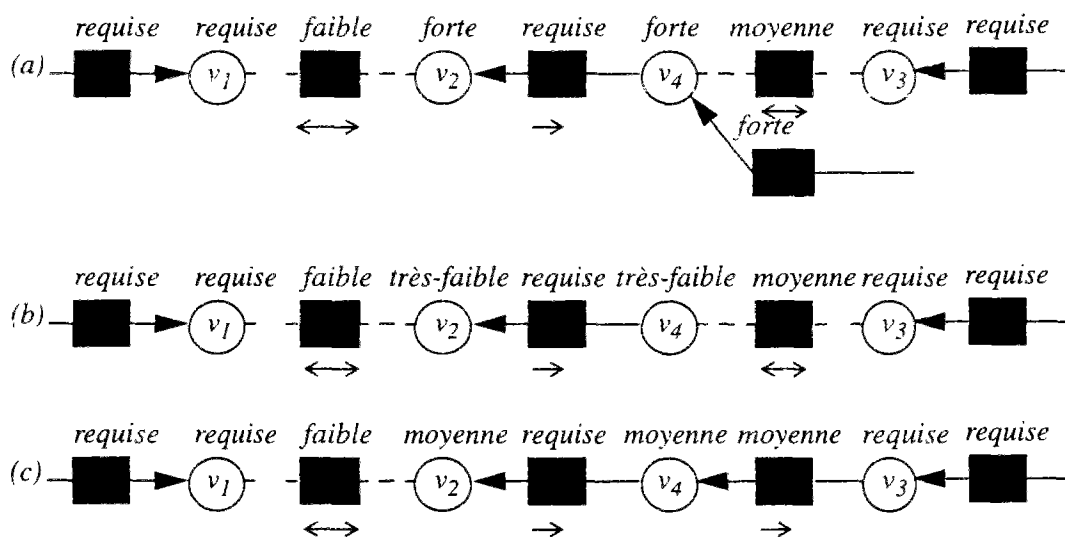 requise requise faible forte requise forte moyenne requise requise
(a) v1 v2 v4 v3
forte
requise requise faible très-faible requise très-faible moyenne requise requise
(b) v1 v2 v4 v3
requise requise faible moyenne requise moyenne moyenne requise requise
(c) v1 v2 v4 v3